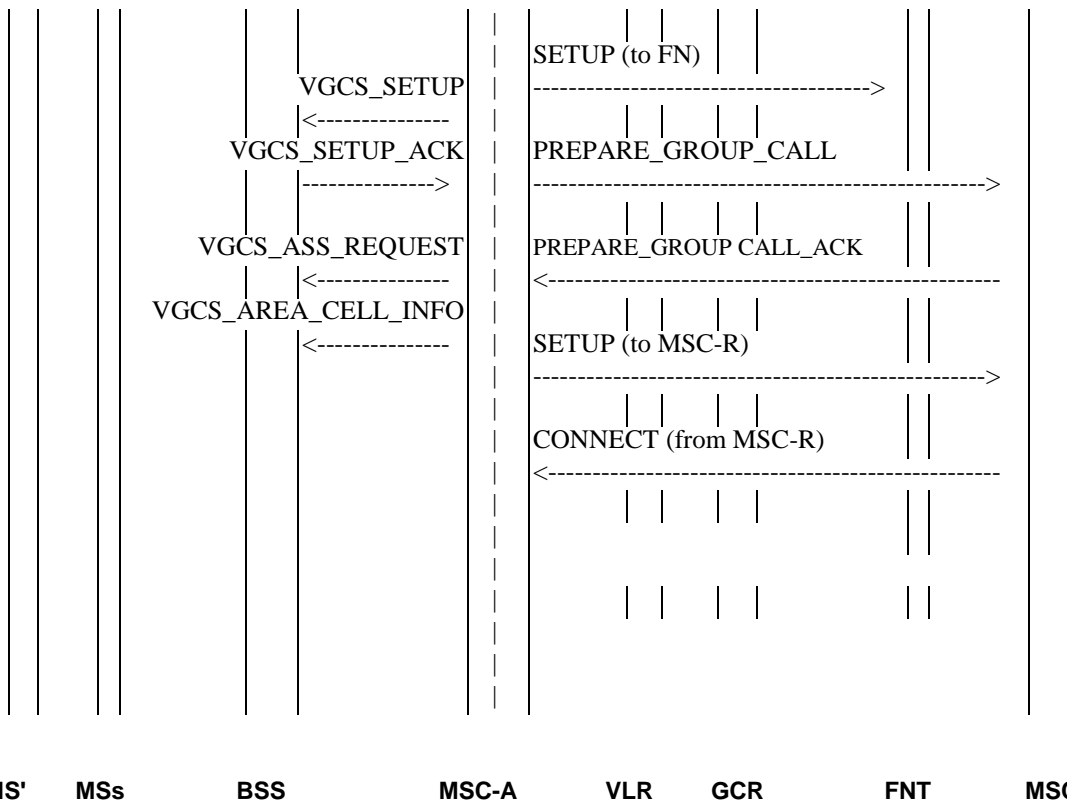 SETUP (to FN)
VGCS_SETUP
VGCS_SETUP_ACK PREPARE_GROUP_CALL
VGCS_ASS_REQUEST PREPARE_GROUP CALL_ACK
VGCS_AREA_CELL_INFO
SETUP (to MSC-R)
CONNECT (from MSC-R)
MSs BSS MSC-A VLR GCR FNT